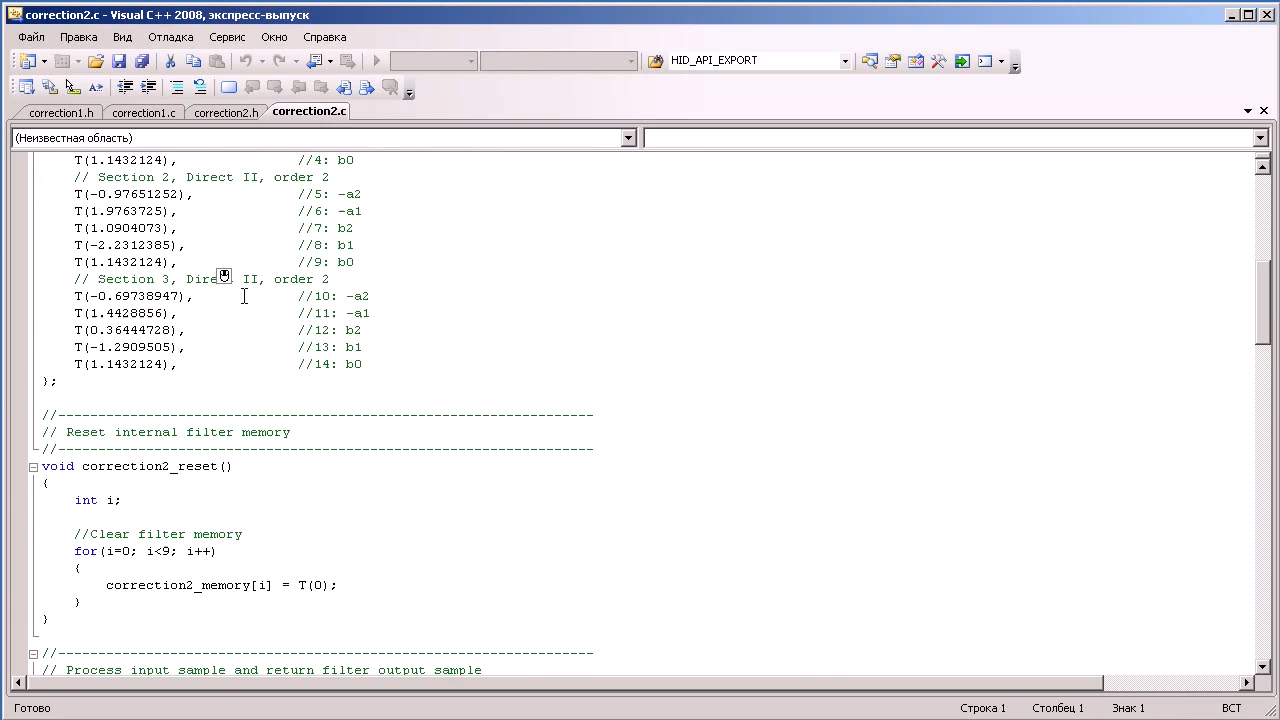 correction2.c - Visual C++ 2008, экспресс-выпуск
Файл Правка Вид Отладка Сервис Окно Справка
HID_API_EXPORT
correction1.h correction1.c correction2.h correction2.c
(Неизвестная область)
T(1.1432124), //4: b0
// Section 2, Direct II, order 2
T(-0.97651252), //5: -a2
T(1.9763725), //6: -a1
T(1.0904073), //7: b2
T(-2.2312385), //8: b1
T(1.1432124), //9: b0
// Section 3, Direct II, order 2
T(-0.69738947), //10: -a2
T(1.4428856), //11: -a1
T(0.36444728), //12: b2
T(-1.2909505), //13: b1
T(1.1432124), //14: b0
};
//-------------------------------------------------------------------
// Reset internal filter memory
//-------------------------------------------------------------------
void correction2_reset()
{
int i;
//Clear filter memory
for(i=0; i<9; i++)
{
correction2_memory[i] = T(0);
}
}
//-------------------------------------------------------------------
// Process input sample and return filter output sample
Готово Строка 1 Столбец 1 Знак 1 ВСТ